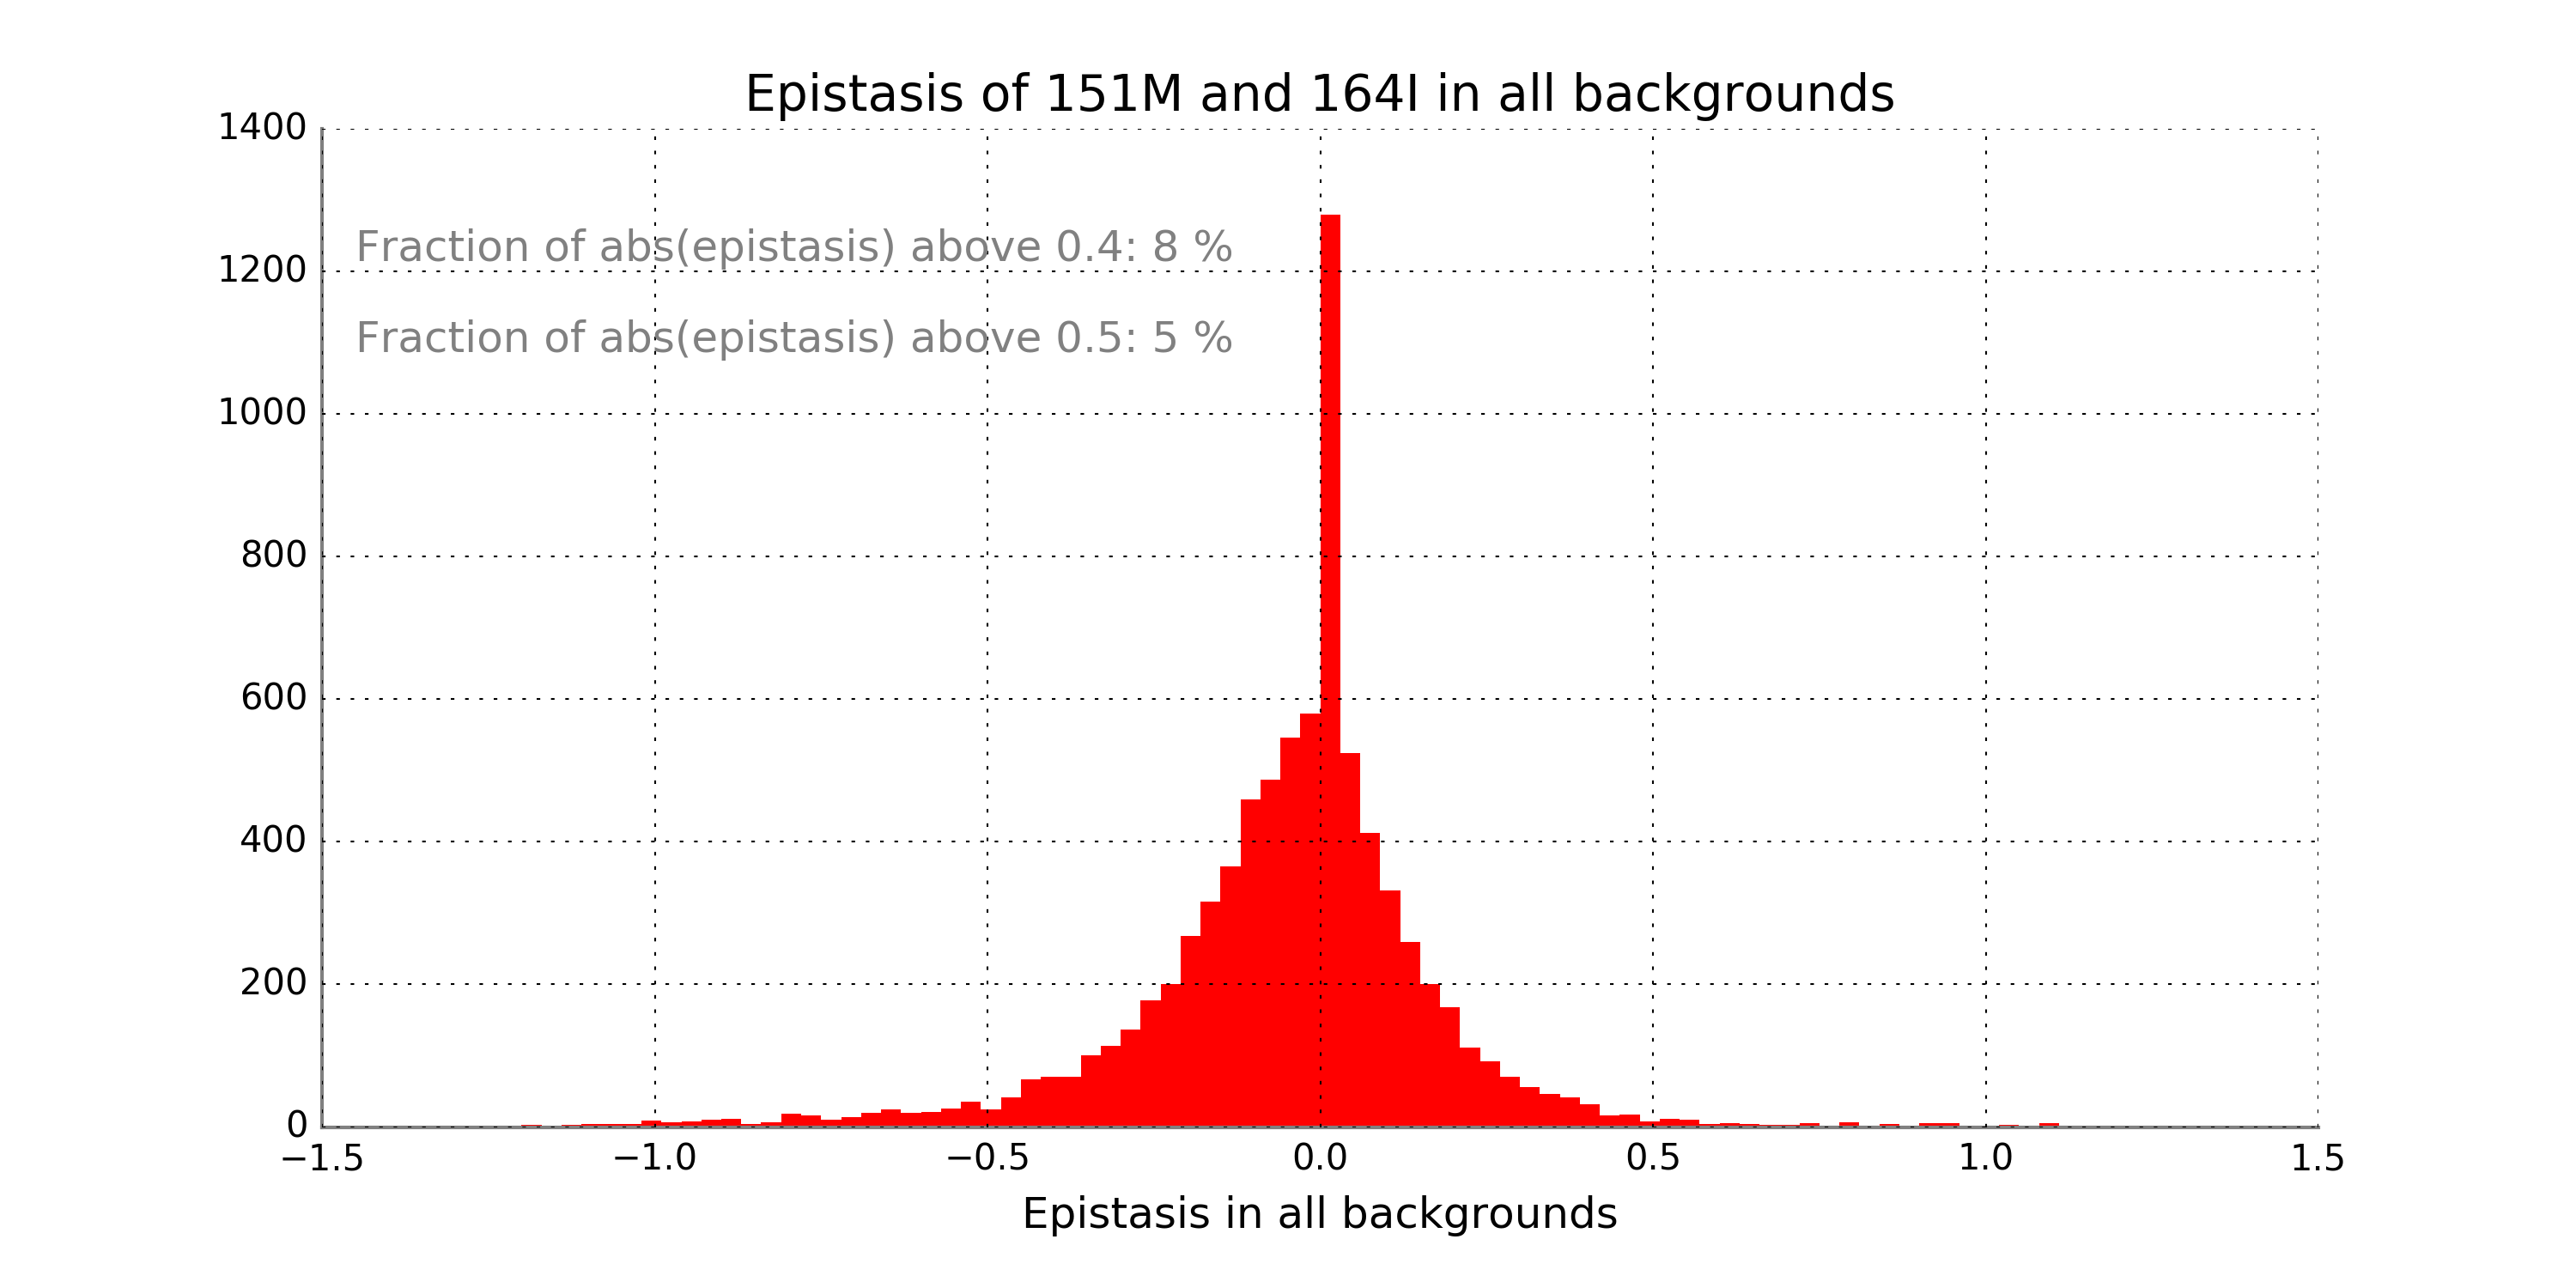 Epistasis of 151M and 164I in all backgrounds
1400
Fraction of abs(epistasis) above 0.4: 8 %
1200
Fraction of abs(epistasis) above 0.5: 5 %
1000
800
600
400
200
0
−1.5 −1.0 −0.5 0.0 0.5 1.0 1.5
Epistasis in all backgrounds